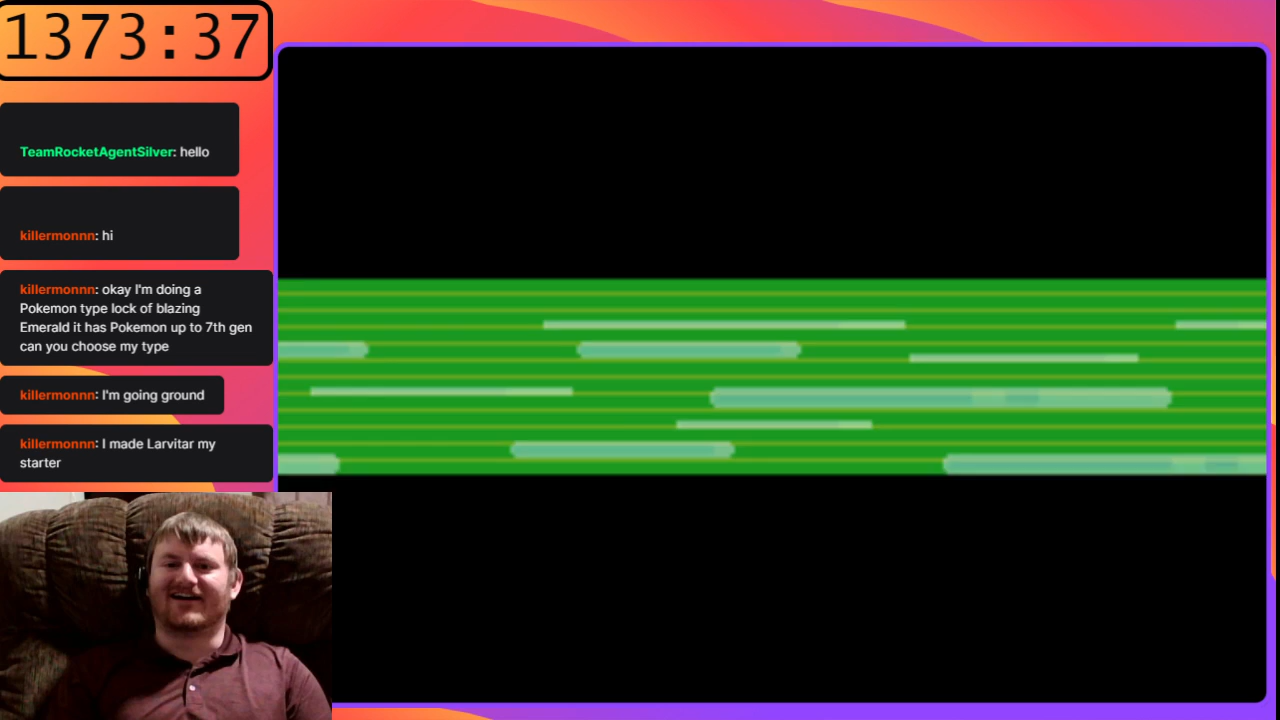 1373:37
TeamRocketAgentSilver: hello
killermonnn: hi
killermonnn: okay I'm doing a
Pokemon type lock of blazing
Emerald it has Pokemon up to 7th gen
can you choose my type
killermonnn: I'm going ground
killermonnn: I made Larvitar my
starter